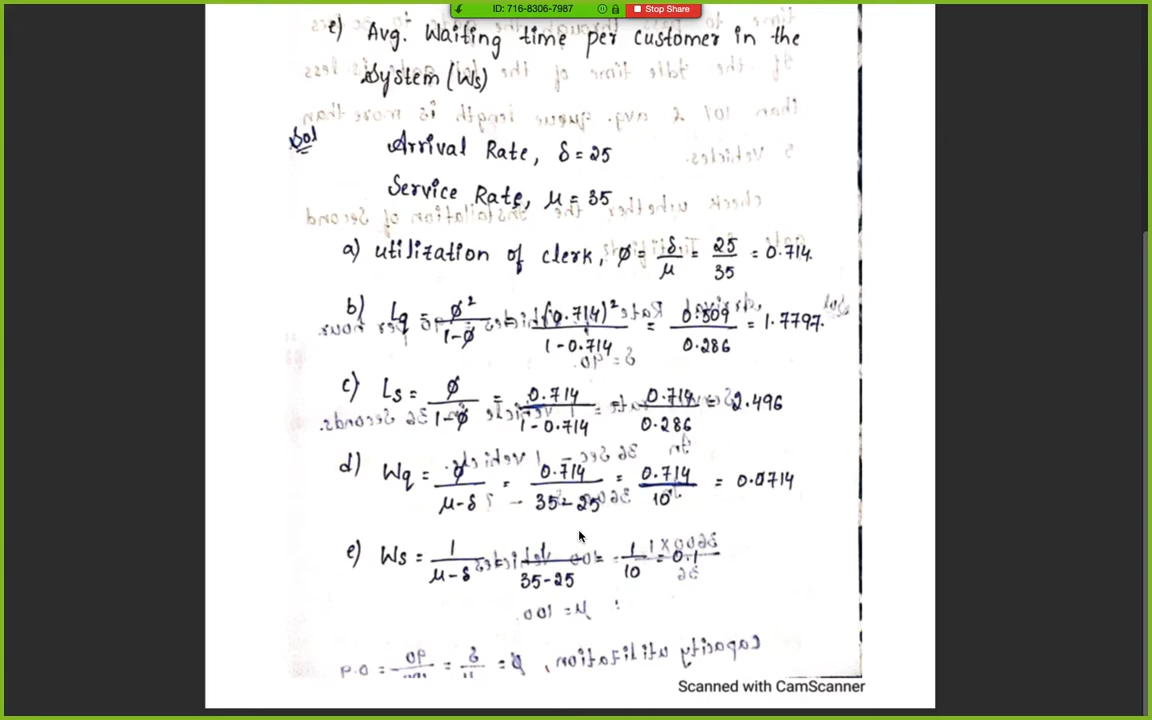 ID: 716-8306-7987 Stop Share
e) Avg. Waiting time per customer in the
System (Ws)
Sol
Arrival Rate, δ = 25
Service Rate, μ = 35
a) utilization of clerk, φ = δ/μ = 25/35 = 0.714.
b) Lq = φ²/1-φ = (0.714)²/1-0.714 = 0.509/0.286 = 1.7797.
c) Ls = φ/1-φ = 0.714/1-0.714 = 0.714/0.286 = 2.496
d) Wq = φ/μ-δ = 0.714/35-25 = 0.714/10 = 0.0714
e) Ws = 1/μ-δ = 1/35-25 = 1/10 = 0.1
Scanned with CamScanner